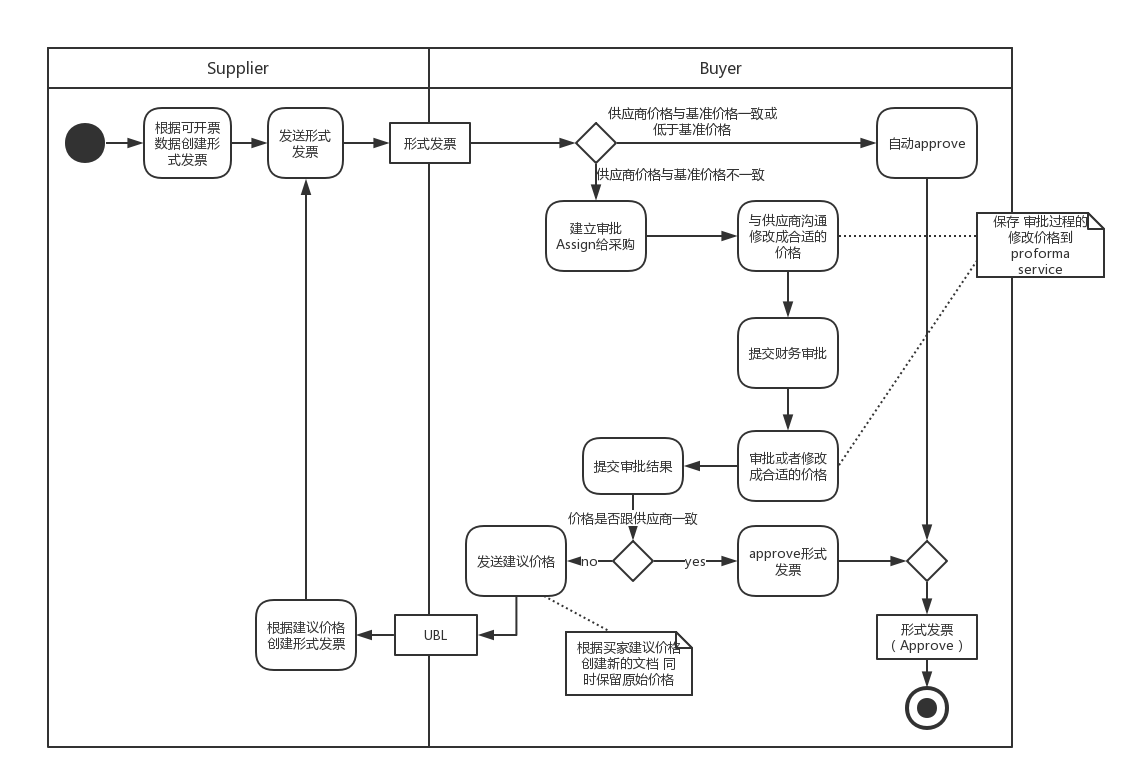 Supplier
Buyer
根据可开票
数据创建形
式发票
发送形式
发票
形式发票
供应商价格与基准价格一致或
低于基准价格
自动approve
供应商价格与基准价格不一致
建立审批
Assign给采购
与供应商沟通
修改成合适的
价格
保存 审批过程的
修改价格到
proforma
service
提交财务审批
审批或者修改
成合适的价格
提交审批结果
价格是否跟供应商一致
no
yes
发送建议价格
approve形式
发票
根据建议价格
创建形式发票
UBL
根据买家建议价格
创建新的文档 同
时保留原始价格
形式发票
（ Approve ）